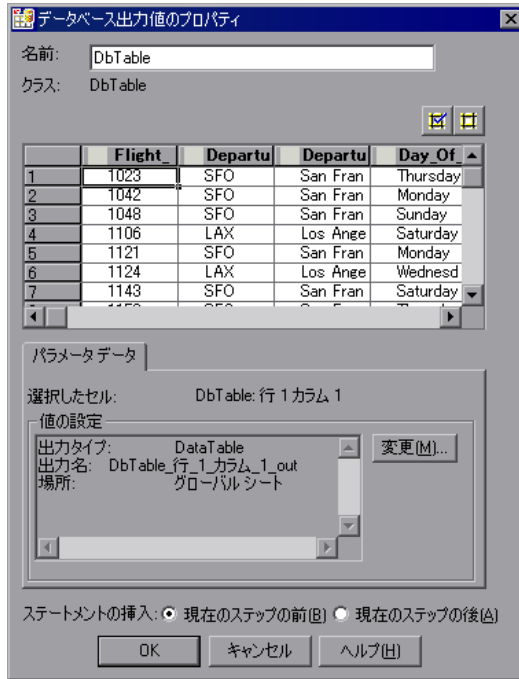 データベース出力値のプロパティ
名前: DbTable
クラス: DbTable
Flight_ Departu Departu Day_Of_
1 1023 SFO San Fran Thursday
2 1042 SFO San Fran Monday
3 1048 SFO San Fran Sunday
4 1106 LAX Los Ange Saturday
5 1121 SFO San Fran Monday
6 1124 LAX Los Ange Wednesd
7 1143 SFO San Fran Saturday
パラメータ データ
選択したセル: DbTable: 行 1 カラム 1
値の設定
出力タイプ: DataTable
出力名: DbTable_行_1_カラム_1_out
場所: グローバル シート
変更(M)...
ステートメントの挿入: 現在のステップの前(B) 現在のステップの後(A)
OK キャンセル ヘルプ(H)